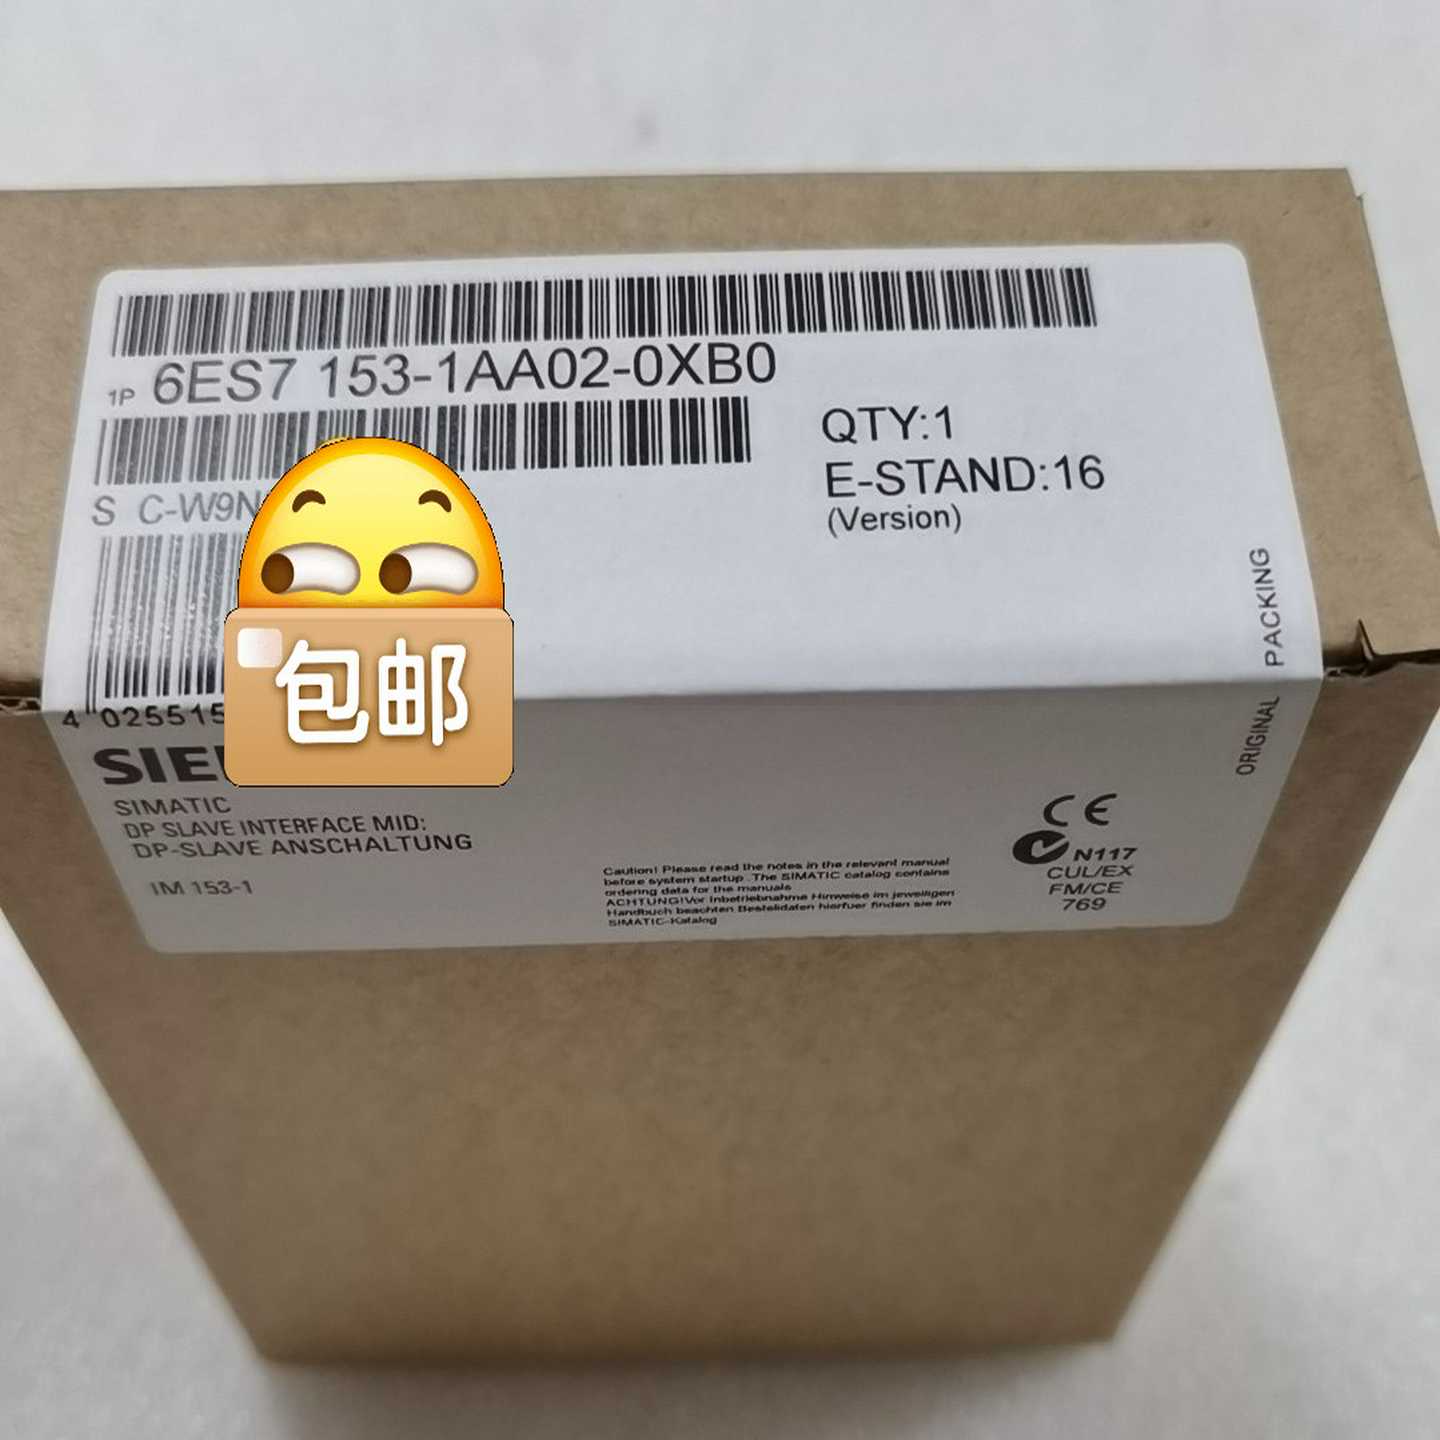 1P 6ES7 153-1AA02-0XB0
QTY:1
E-STAND:16
(Version)
S C-W9N
4 025515
包邮
SIE
SIMATIC
DP SLAVE INTERFACE MID:
DP-SLAVE ANSCHALTUNG
IM 153-1
Caution! Please read the notes in the relevant manual
before system startup .The SIMATIC catalog contains
ordering data for the manuals
ACHTUNG!Vor Inbetriebnahme Hinweise im jeweiligen
Handbuch beachten Bestelldaten hierfuer finden sie im
SIMATIC-Katalog
CE
N117
CUL/EX
FM/CE
769
ORIGINAL PACKING